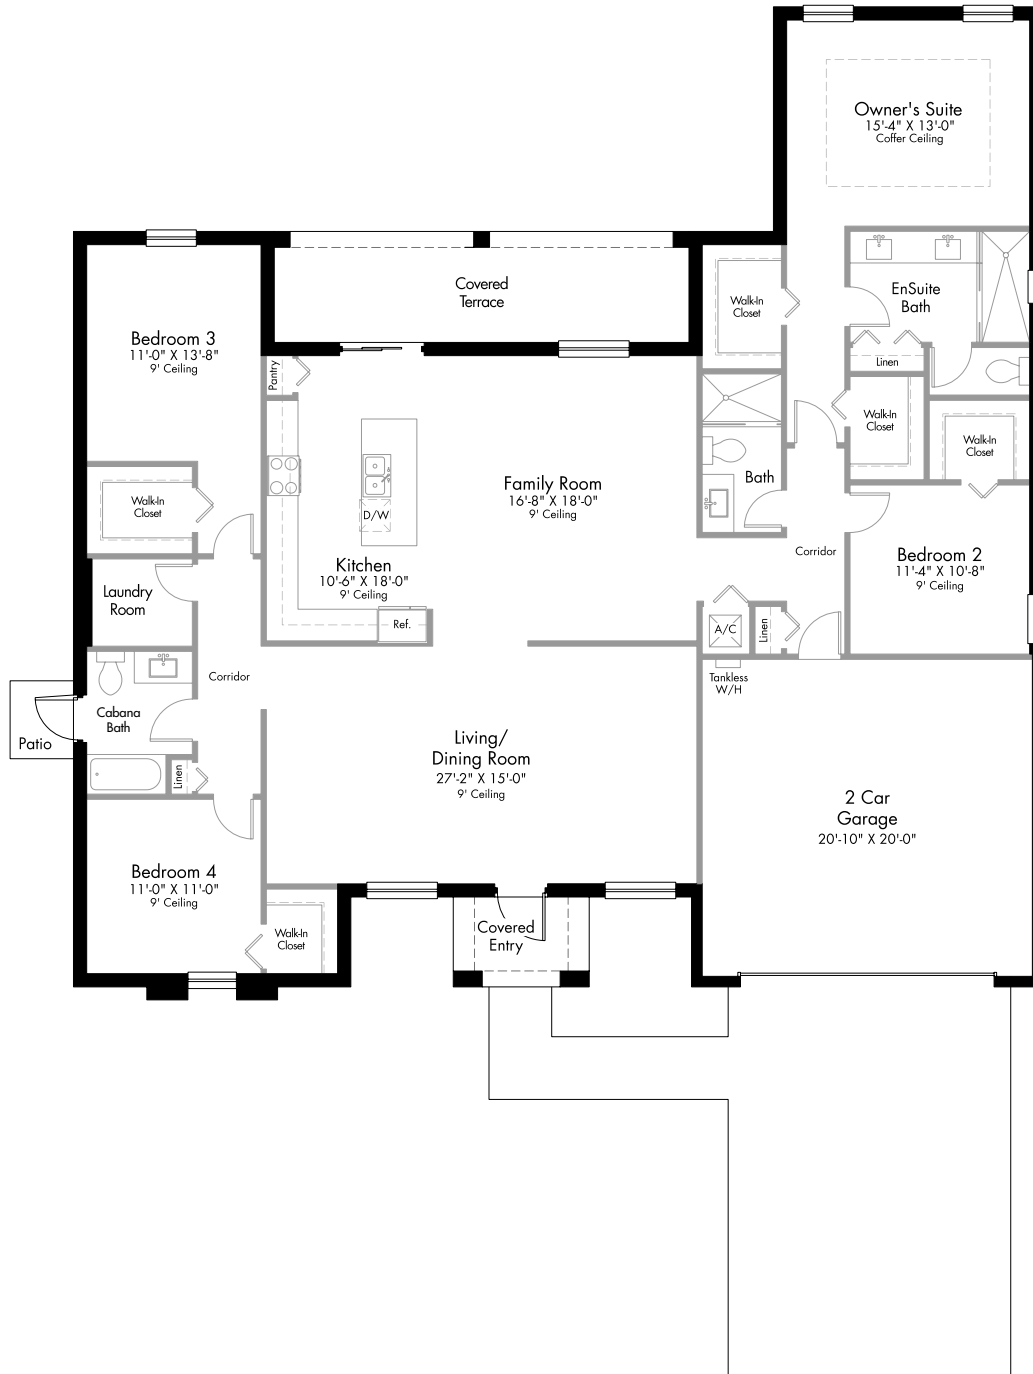 Owner's Suite
15'-4" X 13'-0"
Coffer Ceiling
Covered
Terrace
EnSuite
Bath
Walk-In
Closet
Linen
Bedroom 3
11'-0" X 13'-8"
9' Ceiling
Pantry
Walk-In
Closet
Walk-In
Closet
Family Room
16'-8" X 18'-0"
9' Ceiling
Bath
Walk-In
Closet
D/W
Kitchen
10'-6" X 18'-0"
9' Ceiling
Corridor
Bedroom 2
11'-4" X 10'-8"
9' Ceiling
Laundry
Room
Ref.
A/C
Linen
Corridor
Tankless
W/H
Cabana
Bath
Patio
Linen
Living/
Dining Room
27'-2" X 15'-0"
9' Ceiling
2 Car
Garage
20'-10" X 20'-0"
Bedroom 4
11'-0" X 11'-0"
9' Ceiling
Walk-In
Closet
Covered
Entry